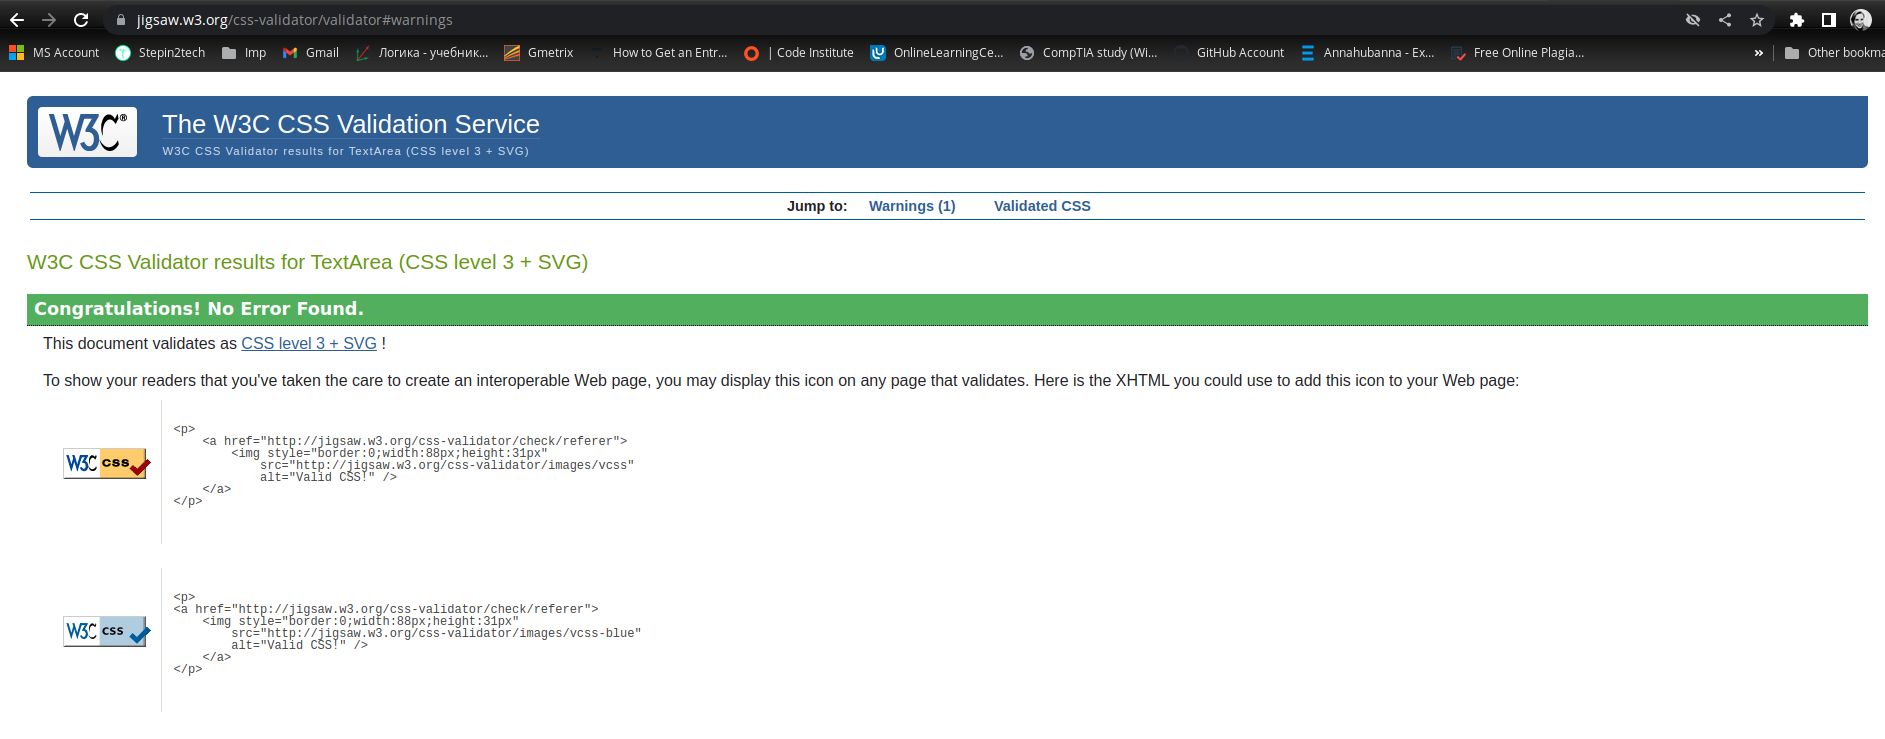 jigsaw.w3.org/css-validator/validator#warnings
MS Account Stepin2tech Imp Gmail Логика - учебник... Gmetrix How to Get an Entr... | Code Institute OnlineLearningCe... CompTIA study (Wi... GitHub Account Annahubanna - Ex... Free Online Plagia... » Other bookma
W3C® The W3C CSS Validation Service
W3C CSS Validator results for TextArea (CSS level 3 + SVG)
Jump to: Warnings (1) Validated CSS
W3C CSS Validator results for TextArea (CSS level 3 + SVG)
Congratulations! No Error Found.
This document validates as CSS level 3 + SVG !
To show your readers that you've taken the care to create an interoperable Web page, you may display this icon on any page that validates. Here is the XHTML you could use to add this icon to your Web page:
<p>
<a href="http://jigsaw.w3.org/css-validator/check/referer">
<img style="border:0;width:88px;height:31px"
W3C css
src="http://jigsaw.w3.org/css-validator/images/vcss"
alt="Valid CSS!" />
</a>
</p>
<p>
<a href="http://jigsaw.w3.org/css-validator/check/referer">
<img style="border:0;width:88px;height:31px"
W3C css
src="http://jigsaw.w3.org/css-validator/images/vcss-blue"
alt="Valid CSS!" />
</a>
</p>